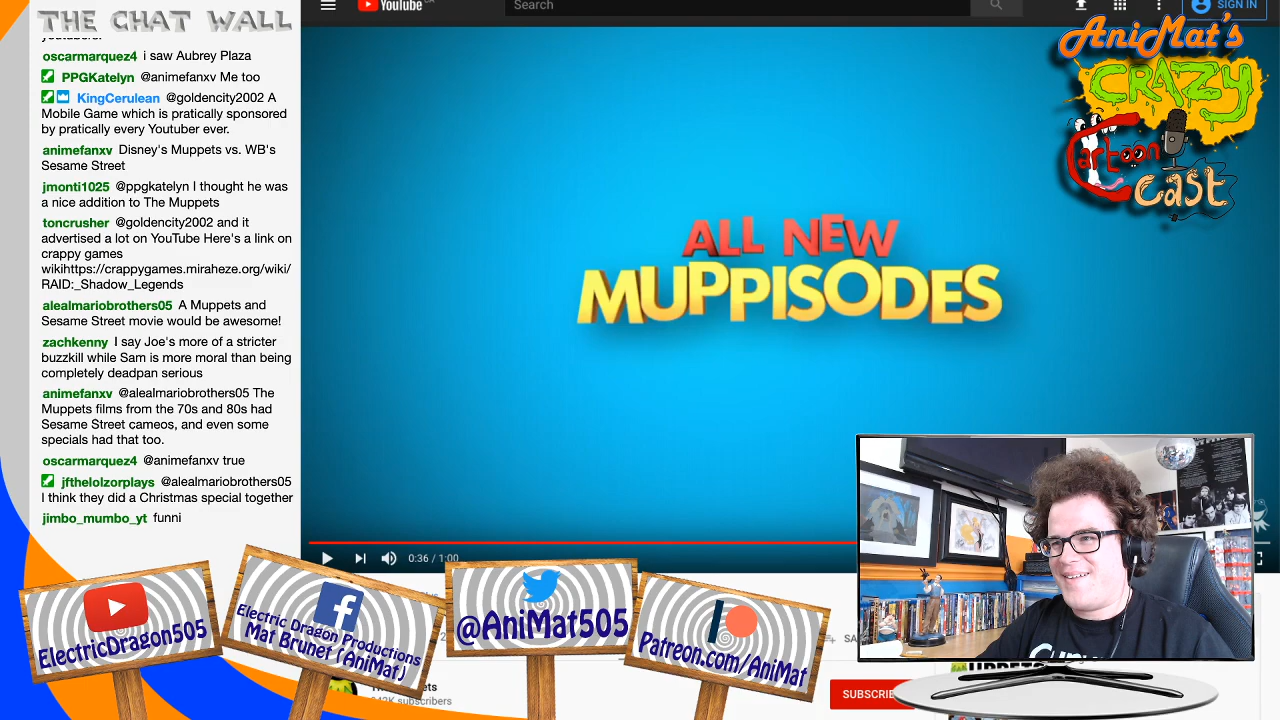 THE CHAT WALL
youtubers.
oscarmarquez4 i saw Aubrey Plaza
PPGKatelyn @animefanxv Me too
KingCerulean @goldencity2002 A
Mobile Game which is pratically sponsored
by pratically every Youtuber ever.
animefanxv Disney's Muppets vs. WB's
Sesame Street
jmonti1025 @ppgkatelyn I thought he was
a nice addition to The Muppets
toncrusher @goldencity2002 and it
advertised a lot on YouTube Here's a link on
crappy games
wikihttps://crappygames.miraheze.org/wiki/
RAID:_Shadow_Legends
alealmariobrothers05 A Muppets and
Sesame Street movie would be awesome!
zachkenny I say Joe's more of a stricter
buzzkill while Sam is more moral than being
completely deadpan serious
animefanxv @alealmariobrothers05 The
Muppets films from the 70s and 80s had
Sesame Street cameos, and even some
specials had that too.
oscarmarquez4 @animefanxv true
jfthelolzorplays @alealmariobrothers05
I think they did a Christmas special together
jimbo_mumbo_yt funni
YouTube CA
Search
SIGN IN
AniMat's
CRAZY
Cartoon
Cast
ALL NEW
MUPPISODES
0:36 / 1:00
ElectricDragon505
Electric Dragon Productions
Mat Brunet (AniMat)
@AniMat505
Patreon.com/AniMat
subscribers
SUBSCRIBE